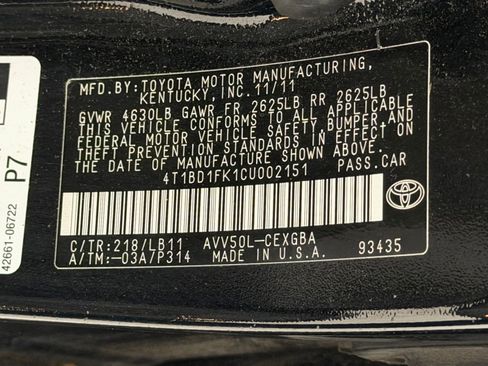 MFD.BY:TOYOTA MOTOR MANUFACTURING,
KENTUCKY, INC.11/11
GVWR 4630LB GAWR FR 2625LB RR 2625LB
THIS VEHICLE CONFORMS TO ALL APPLICABLE
FEDERAL MOTOR VEHICLE SAFETY, BUMPER AND
THEFT PREVENTION STANDARDS IN EFFECT ON
THE DATE OF MANUFACTURE SHOWN ABOVE.
4T1BD1FK1CU002151 PASS.CAR
C/TR:218/LB11 AVV50L-CEXGBA
A/TM:-03A/P314 MADE IN U.S.A. 93435
TOYOTA
42661-06722
P7